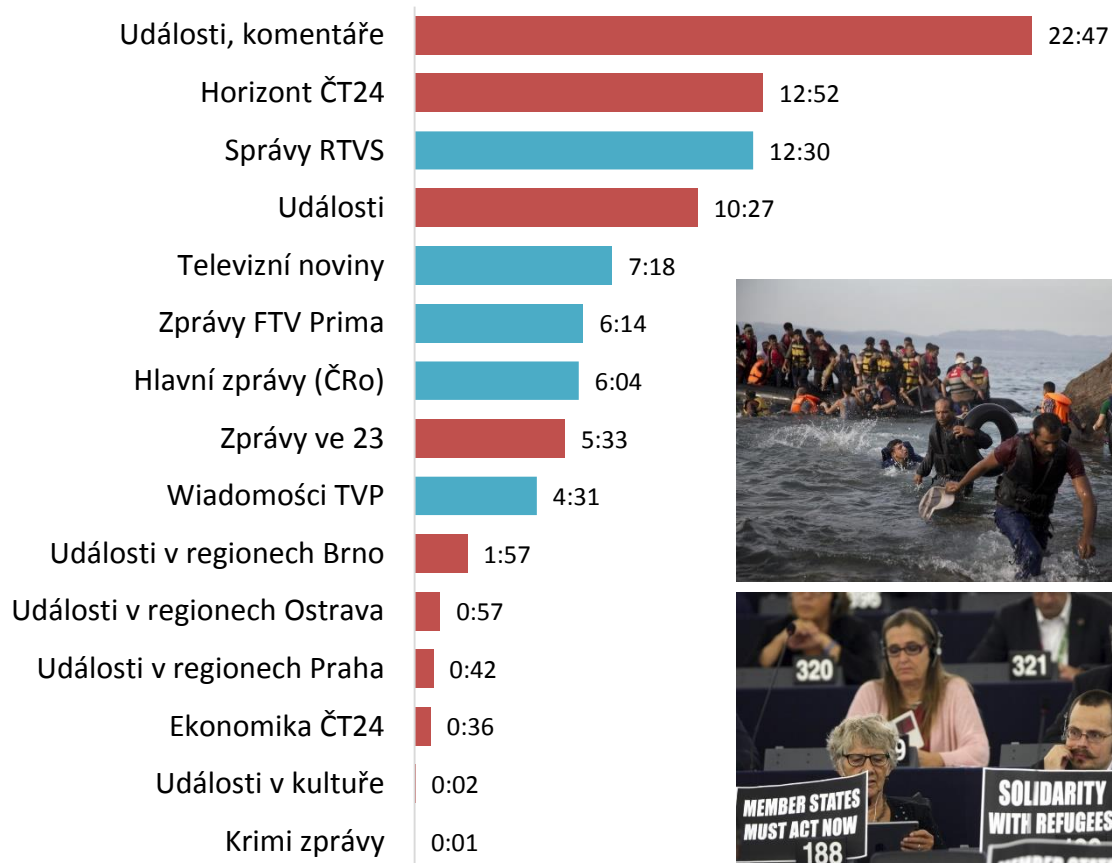 Události, komentáře 22:47
Horizont ČT24 12:52
Správy RTVS 12:30
Události 10:27
Televizní noviny 7:18
Zprávy FTV Prima 6:14
Hlavní zprávy (ČRo) 6:04
Zprávy ve 23 5:33
Wiadomości TVP 4:31
Události v regionech Brno 1:57
Události v regionech Ostrava 0:57
Události v regionech Praha 0:42
Ekonomika ČT24 0:36
Události v kultuře 0:02
Krimi zprávy 0:01
320
321
MEMBER STATES
MUST ACT NOW
188
SOLIDARITY
WITH REFUGEES